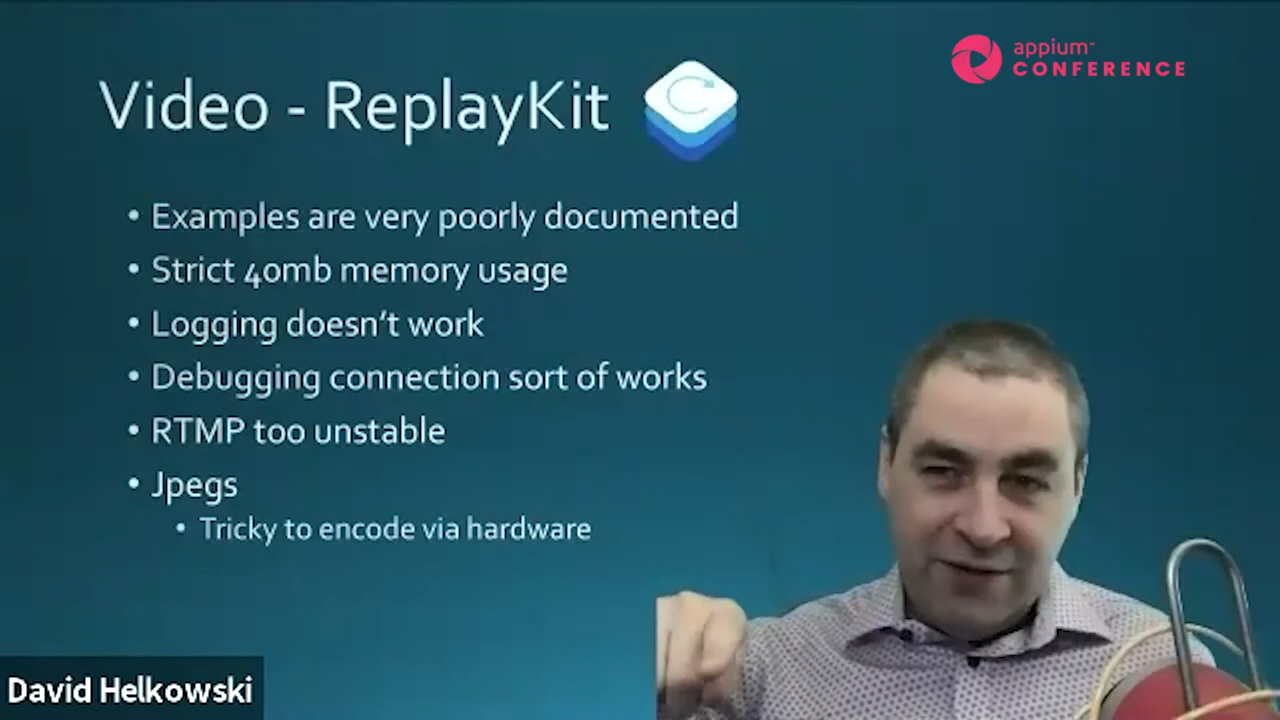 appium
CONFERENCE
Video - ReplayKit
• Examples are very poorly documented
• Strict 40mb memory usage
• Logging doesn't work
• Debugging connection sort of works
• RTMP too unstable
• Jpegs
• Tricky to encode via hardware
David Helkowski